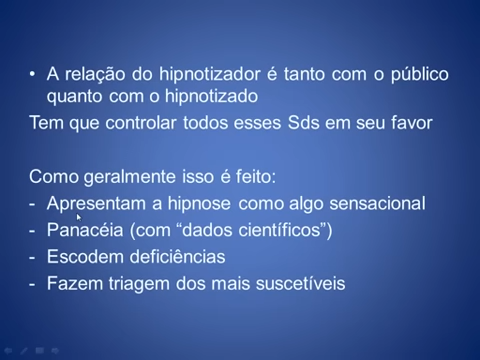 • A relação do hipnotizador é tanto com o público
quanto com o hipnotizado
Tem que controlar todos esses Sds em seu favor
Como geralmente isso é feito:
- Apresentam a hipnose como algo sensacional
- Panacéia (com “dados científicos”)
- Escodem deficiências
- Fazem triagem dos mais suscetíveis